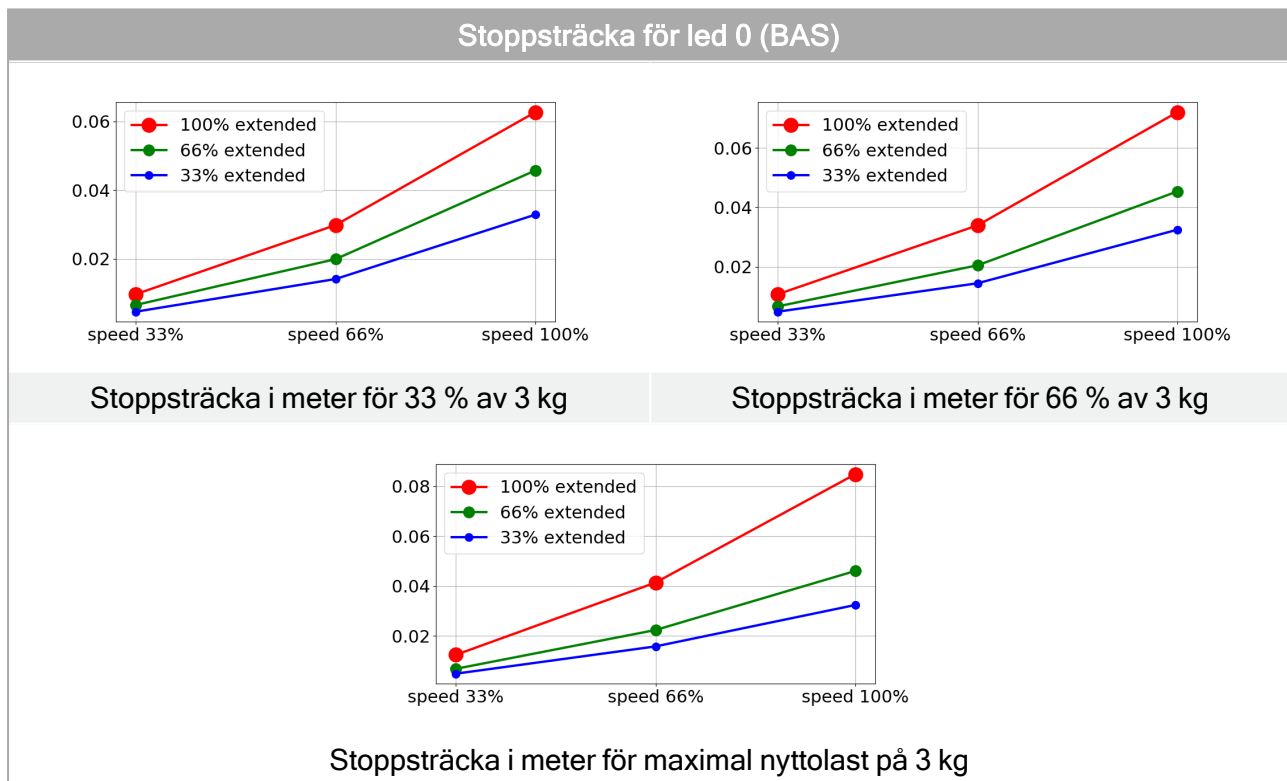 Stoppsträcka för led 0 (BAS)
0.06
0.04
0.02
100% extended
66% extended
33% extended
speed 33% speed 66% speed 100%
0.06
0.04
0.02
100% extended
66% extended
33% extended
speed 33% speed 66% speed 100%
Stoppsträcka i meter för 33 % av 3 kg
Stoppsträcka i meter för 66 % av 3 kg
0.08
0.06
0.04
0.02
100% extended
66% extended
33% extended
speed 33% speed 66% speed 100%
Stoppsträcka i meter för maximal nyttolast på 3 kg